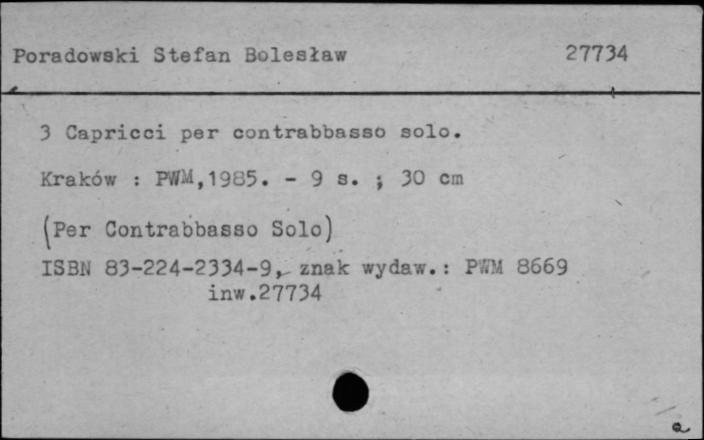 Poradowski Stefan Bolesław 27734
3 Capricci per contrabbasso solo.
Kraków : PWM,1985. - 9 s. ; 30 cm
(Per Contrabbasso Solo)
ISBN 83-224-2334-9, znak wydaw.: PWM 8669
inw.27734
a